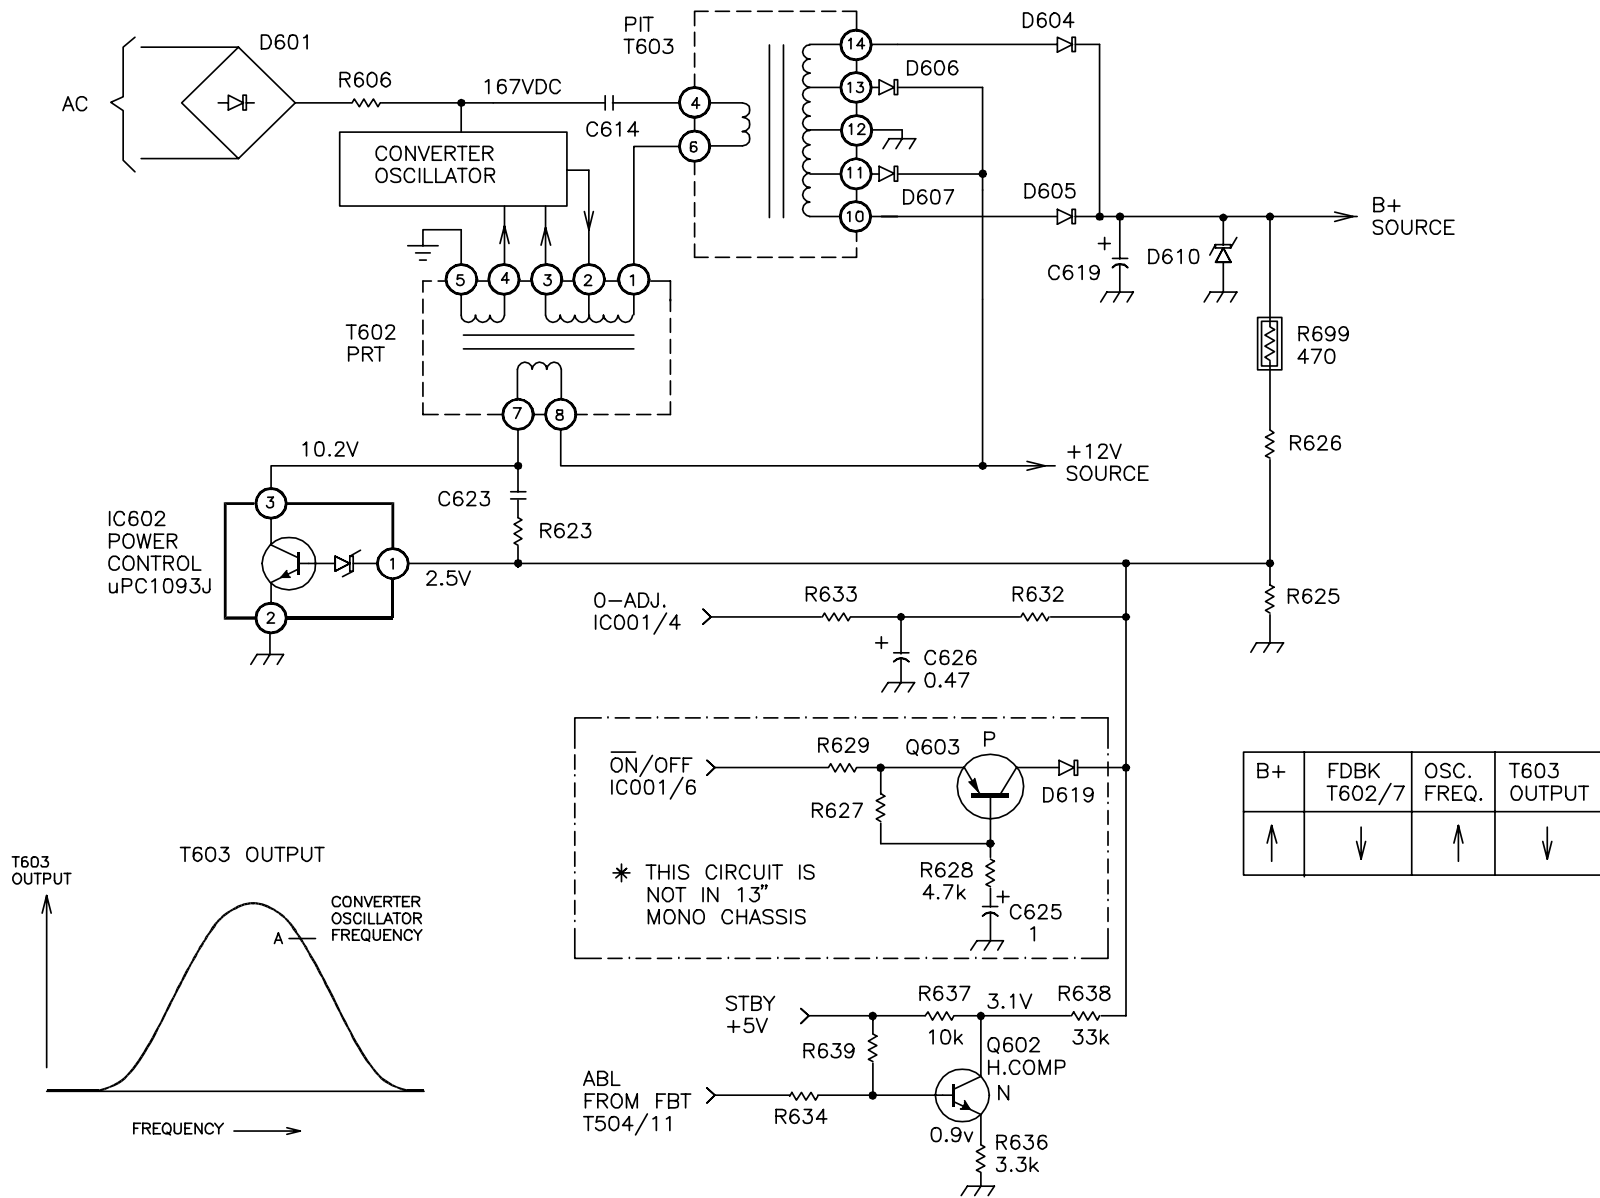 AC
D601
R606
167VDC
C614
PIT
T603
4
6
14
13
12
11
10
D604
D606
D607
D605
B+
SOURCE
+
C619
D610
R699
470
CONVERTER
OSCILLATOR
5
4
3
2
1
T602
PRT
7
8
R626
+12V
SOURCE
10.2V
C623
R623
IC602
POWER
CONTROL
uPC1093J
3
1
2
2.5V
R625
O-ADJ.
IC001/4
R633
R632
+
C626
0.47
ON/OFF
IC001/6
R629
Q603
P
D619
R627
R628
4.7k
+
C625
1
✳ THIS CIRCUIT IS
NOT IN 13"
MONO CHASSIS
B+
FDBK
T602/7
OSC.
FREQ.
T603
OUTPUT
T603 OUTPUT
T603
OUTPUT
CONVERTER
OSCILLATOR
FREQUENCY
A
FREQUENCY
STBY
+5V
R637
10k
3.1V
R638
33k
R639
Q602
H.COMP
N
ABL
FROM FBT
T504/11
R634
0.9v
R636
3.3k